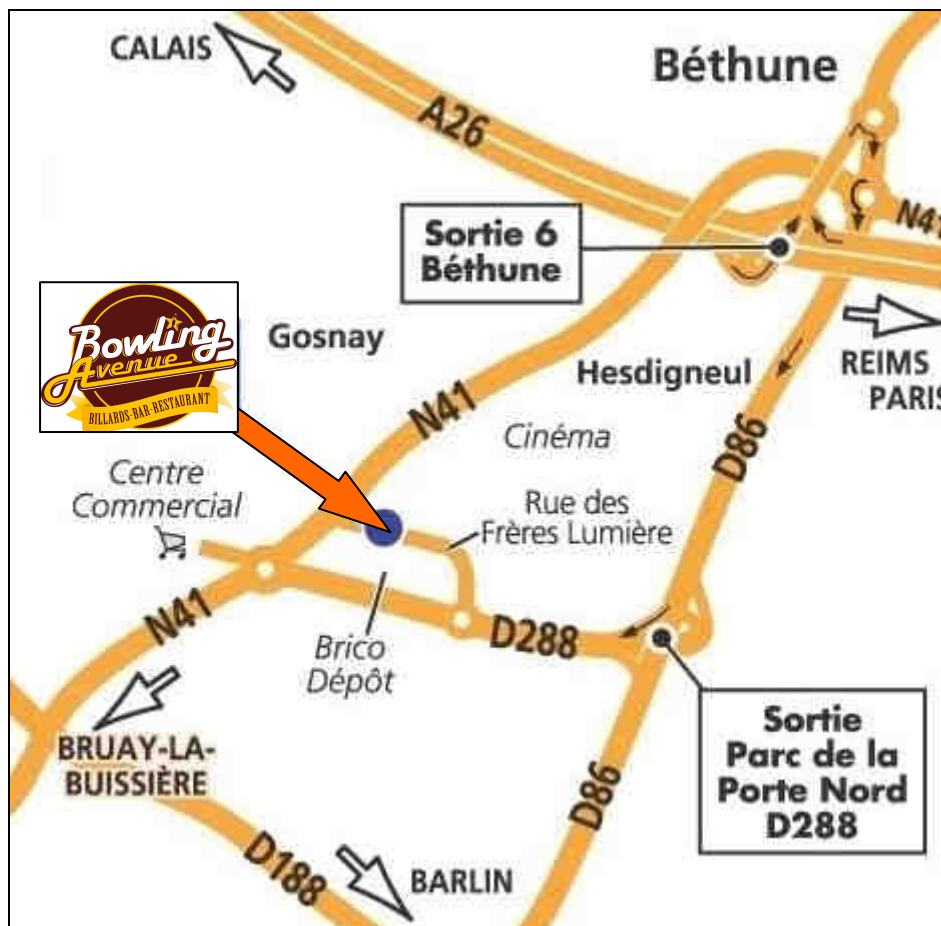 CALAIS
Béthune
A26
N41
Sortie 6
Béthune
Bowling
Avenue
BILLARDS-BAR-RESTAURANT
Gosnay
Hesdigneul
REIMS
PARIS
N41
Cinéma
D86
Centre
Commercial
Rue des
Frères Lumière
N41
D288
Brico
Dépôt
BRUAY-LA-
BUISSIÈRE
Sortie
Parc de la
Porte Nord
D288
D86
D188
BARLIN